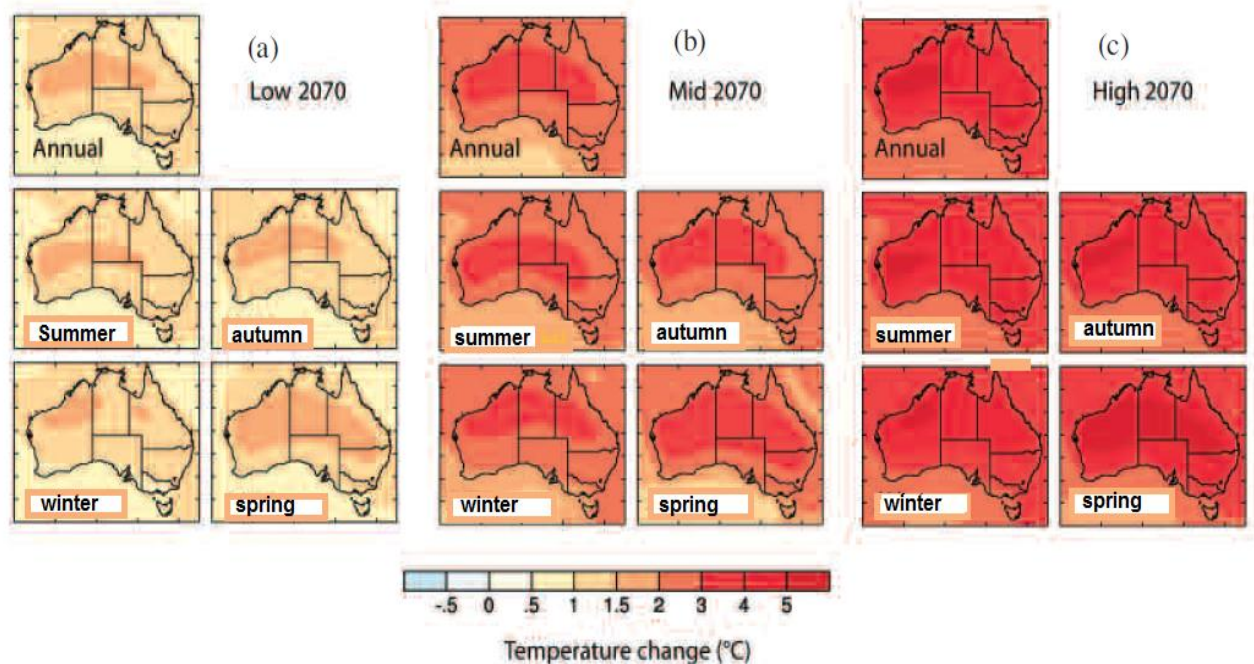 (a)
Low 2070
Annual
Summer
autumn
winter
spring
(b)
Mid 2070
Annual
summer
autumn
winter
spring
(c)
High 2070
Annual
summer
autumn
winter
spring
-.5 0 .5 1 1.5 2 3 4 5
Temperature change (°C)